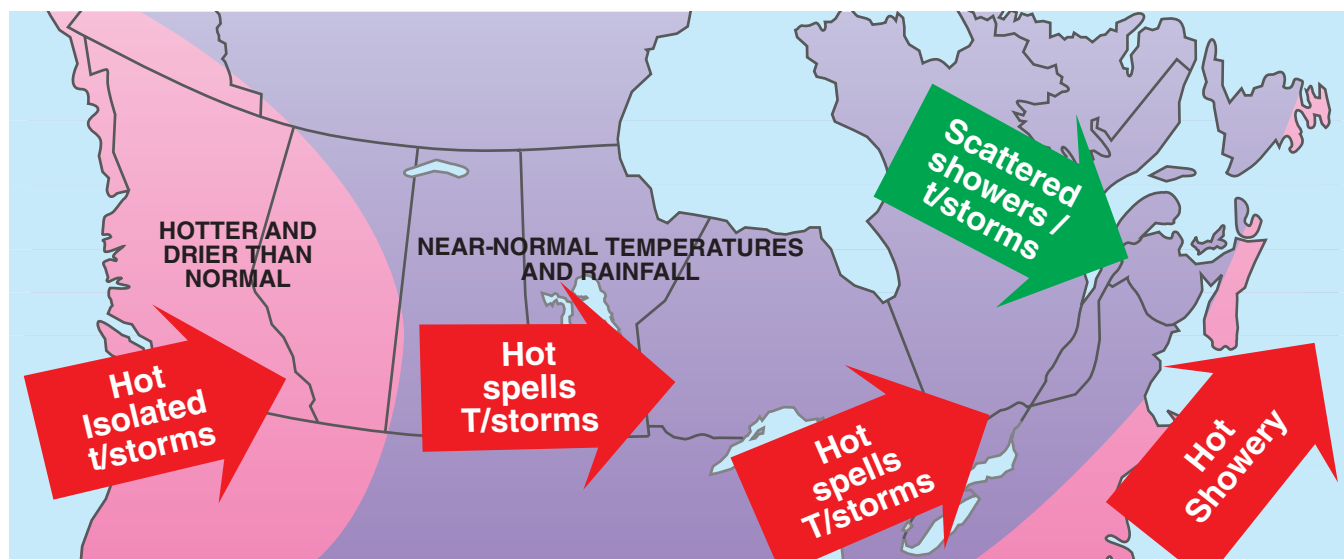 HOTTER AND
DRIER THAN
NORMAL
NEAR-NORMAL TEMPERATURES
AND RAINFALL
Scattered
showers /
t/storms
Hot
Isolated
t/storms
Hot
spells
T/storms
Hot
spells
T/storms
Hot
Showery